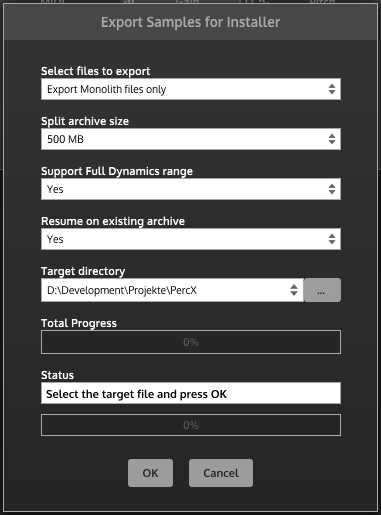 Export Samples for Installer
Select files to export
Export Monolith files only
Split archive size
500 MB
Support Full Dynamics range
Yes
Resume on existing archive
Yes
Target directory
D:\Development\Projekte\PercX
...
Total Progress
0%
Status
Select the target file and press OK
0%
OK
Cancel